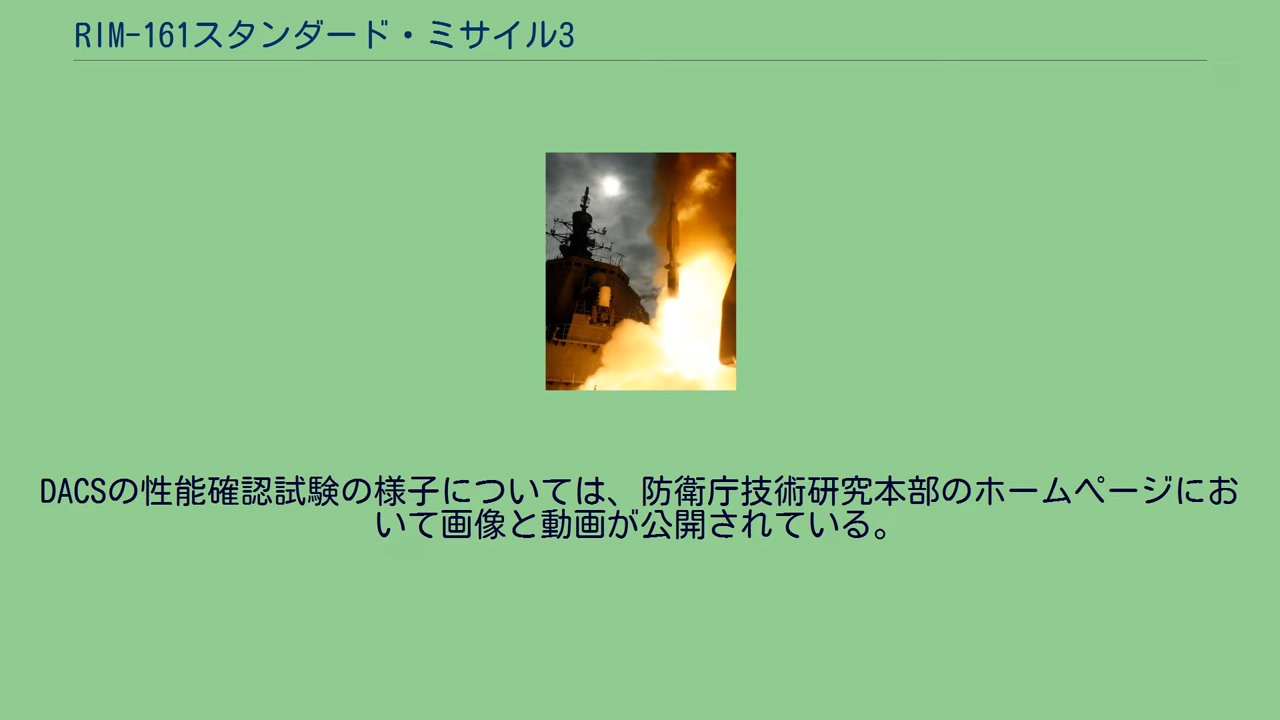 RIM-161スタンダード・ミサイル3
DACSの性能確認試験の様子については、防衛庁技術研究本部のホームページにお
いて画像と動画が公開されている。